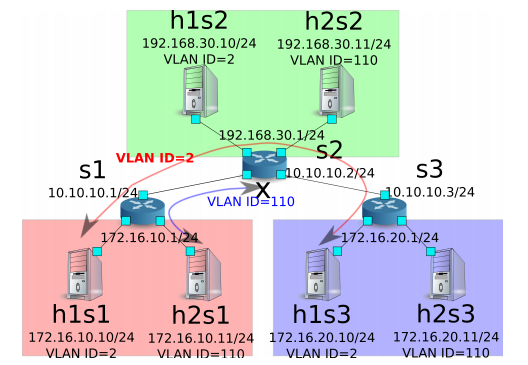 h1s2 h2s2
192.168.30.10/24 192.168.30.11/24
VLAN ID=2 VLAN ID=110
192.168.30.1/24
VLAN ID=2
s2
s1 s3
10.10.10.2/24
10.10.10.1/24 10.10.10.3/24
X
VLAN ID=110
172.16.10.1/24 172.16.20.1/24
h1s1 h2s1 h1s3 h2s3
172.16.10.10/24 172.16.10.11/24 172.16.20.10/24 172.16.20.11/24
VLAN ID=2 VLAN ID=110 VLAN ID=2 VLAN ID=110